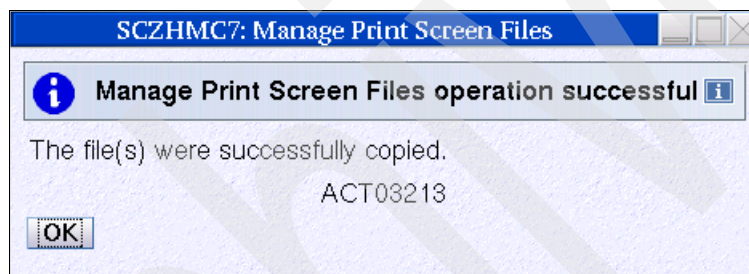 SCZHMC7: Manage Print Screen Files
Manage Print Screen Files operation successful
The file(s) were successfully copied.
ACT03213
OK